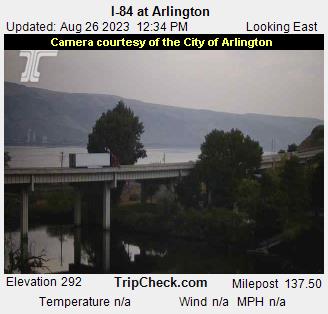 I-84 at Arlington
Updated: Aug 26 2023 12:34 PM Looking East
Camera courtesy of the City of Arlington
Elevation 292 TripCheck.com Milepost 137.50
Temperature n/a Wind n/a MPH n/a